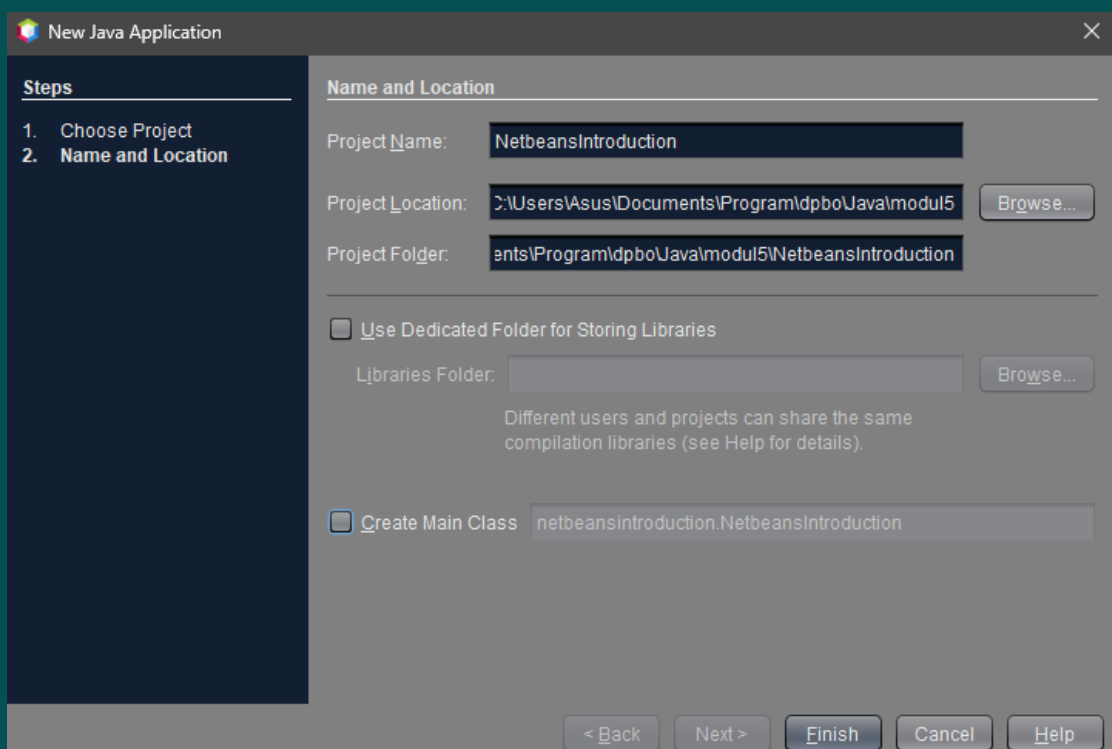 New Java Application
Steps
1. Choose Project
2. Name and Location
Name and Location
Project Name: NetbeansIntroduction
Project Location: C:\Users\Asus\Documents\Program\dpbo\Java\modul5 Browse...
Project Folder: ents\Program\dpbo\Java\modul5\NetbeansIntroduction
Use Dedicated Folder for Storing Libraries
Libraries Folder: Browse...
Different users and projects can share the same
compilation libraries (see Help for details).
Create Main Class netbeansintroduction.NetbeansIntroduction
< Back Next > Finish Cancel Help